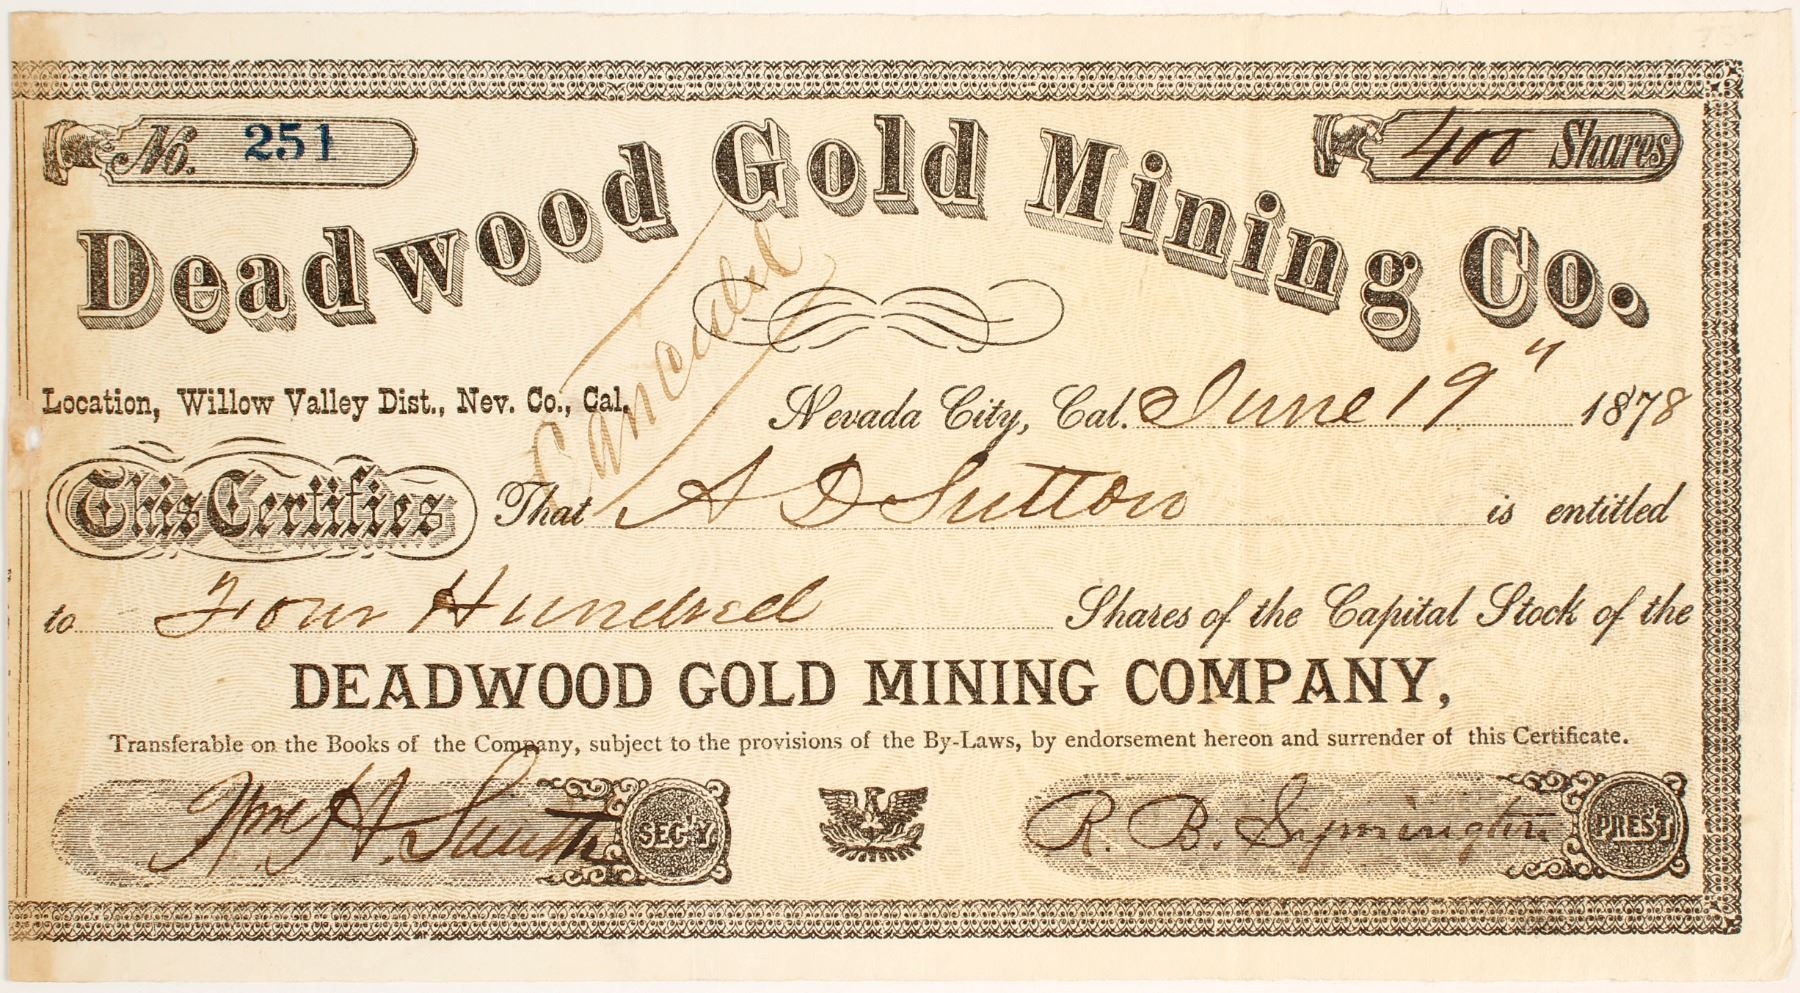 No. 251
400 Shares
Deadwood Gold Mining Co.
Cancelled
Location, Willow Valley Dist., Nev. Co., Cal.
Nevada City, Cal. June 19" 1878
This Certifies That A D Sutton is entitled
to Four Hundred Shares of the Capital Stock of the
DEADWOOD GOLD MINING COMPANY,
Transferable on the Books of the Company, subject to the provisions of the By-Laws, by endorsement hereon and surrender of this Certificate.
Wm H. Smith SEC'Y
R. B. Symington PRES'T